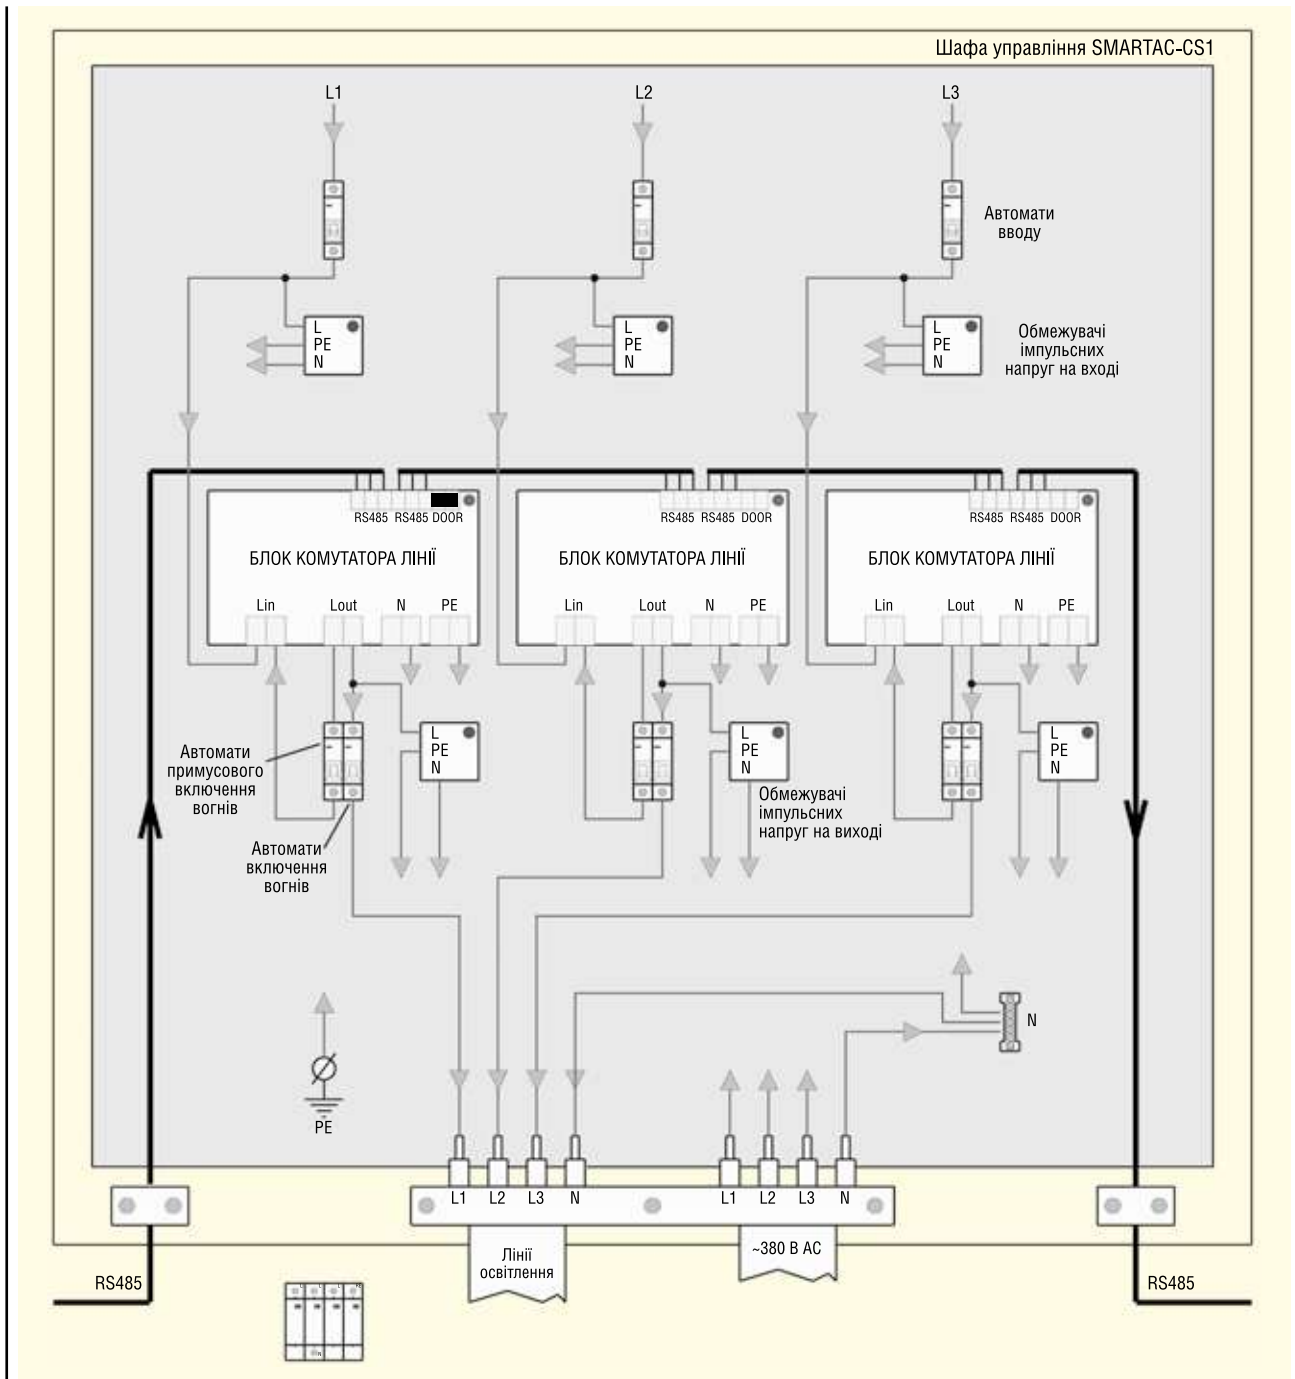 Шафа управління SMARTAC-CS1
L1
L2
L3
Автомати
вводу
L
PE
N
L
PE
N
L
PE
N
Обмежувачі
імпульсних
напруг на вході
RS485 RS485 DOOR
RS485 RS485 DOOR
RS485 RS485 DOOR
БЛОК КОМУТАТОРА ЛІНІЇ
БЛОК КОМУТАТОРА ЛІНІЇ
БЛОК КОМУТАТОРА ЛІНІЇ
Lin Lout N PE
Lin Lout N PE
Lin Lout N PE
L
PE
N
L
PE
N
L
PE
N
Автомати
примусового
включення
вогнів
Обмежувачі
імпульсних
напруг на виході
Автомати
включення
вогнів
N
PE
L1 L2 L3 N
L1 L2 L3 N
Лінії
освітлення
~380 В АС
RS485
RS485